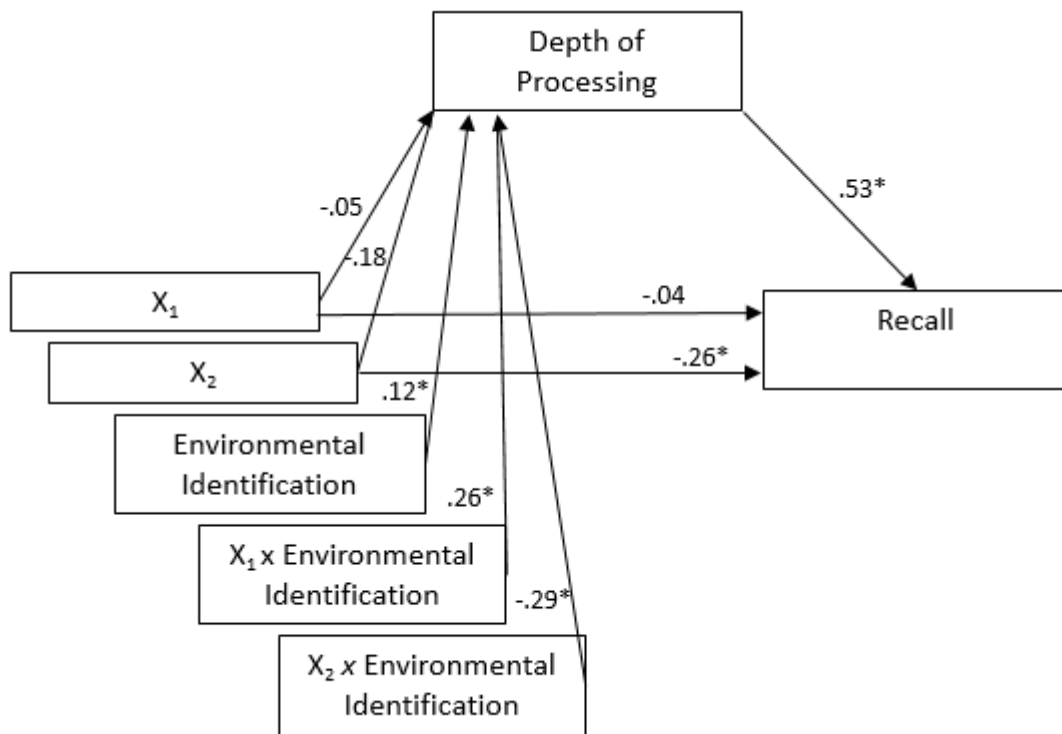 Depth of
Processing
-.05
.53*
-.18
X₁
-.04
Recall
X₂
-.26*
.12*
Environmental
Identification
.26*
X₁ x Environmental
Identification
-.29*
X₂ x Environmental
Identification